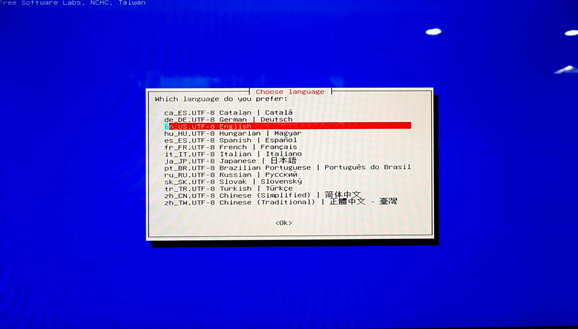 Free Software Labs, NCHC, Taiwan
Choose language
Which language do you prefer:
ca_ES.UTF-8 Catalan | Català
de_DE.UTF-8 German | Deutsch
en_US.UTF-8 English
hu_HU.UTF-8 Hungarian | Magyar
es_ES.UTF-8 Spanish | Español
fr_FR.UTF-8 French | Français
it_IT.UTF-8 Italian | Italiano
ja_JP.UTF-8 Japanese | 日本語
pt_BR.UTF-8 Brazilian Portuguese | Português do Brasil
ru_RU.UTF-8 Russian | Русский
sk_SK.UTF-8 Slovak | Slovenský
tr_TR.UTF-8 Turkish | Türkçe
zh_CN.UTF-8 Chinese (Simplified) | 简体中文
zh_TW.UTF-8 Chinese (Traditional) | 正體中文 - 臺灣
<Ok>